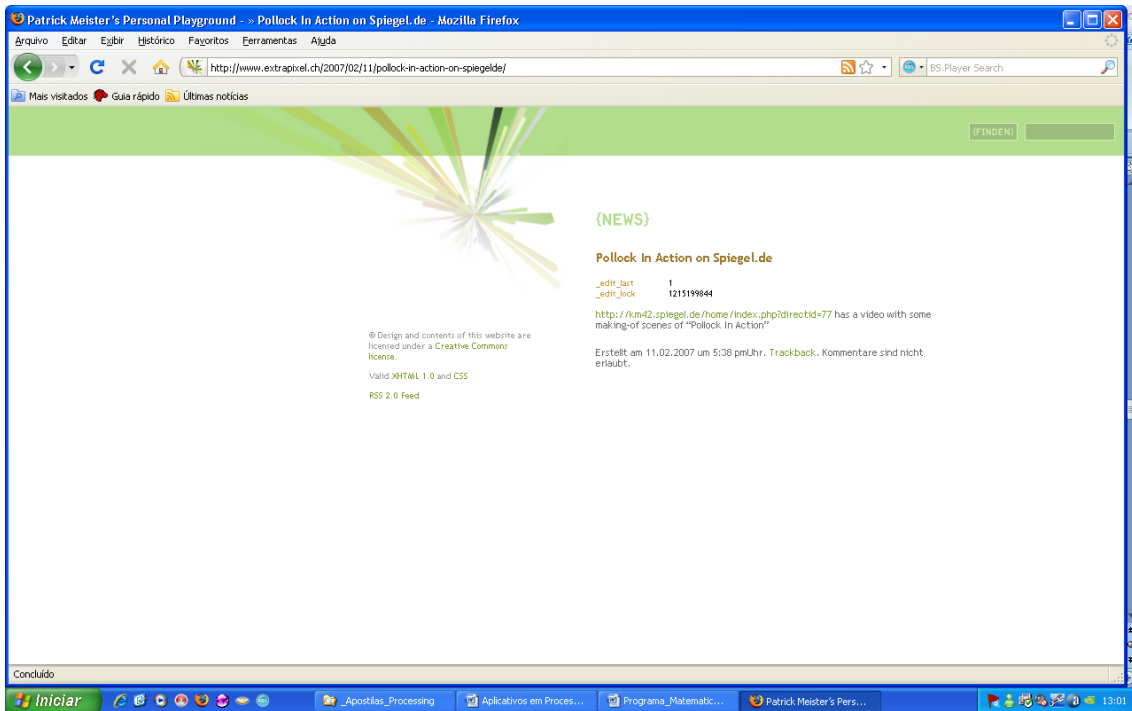 Patrick Meister's Personal Playground - » Pollock In Action on Spiegel.de - Mozilla Firefox
Arquivo Editar Exibir Histórico Favoritos Ferramentas Ajuda
http://www.extrapixel.ch/2007/02/11/pollock-in-action-on-spiegelde/
BS.Player Search
Mais visitados Guia rápido Últimas notícias
{FINDEN}
{NEWS}
Pollock In Action on Spiegel.de
_edit_last 1
_edit_lock 1215199844
http://km42.spiegel.de/home/index.php?directid=77 has a video with some
making-of scenes of “Pollock In Action”
Erstellt am 11.02.2007 um 5:38 pmUhr. Trackback. Kommentare sind nicht
erlaubt.
© Design and contents of this website are
licensed under a Creative Commons
license.
Valid XHTML 1.0 and CSS
RSS 2.0 Feed
Concluído
Iniciar
_Apostilas_Processing
Aplicativos em Proces...
Programa_Matematic...
Patrick Meister's Pers...
13:01